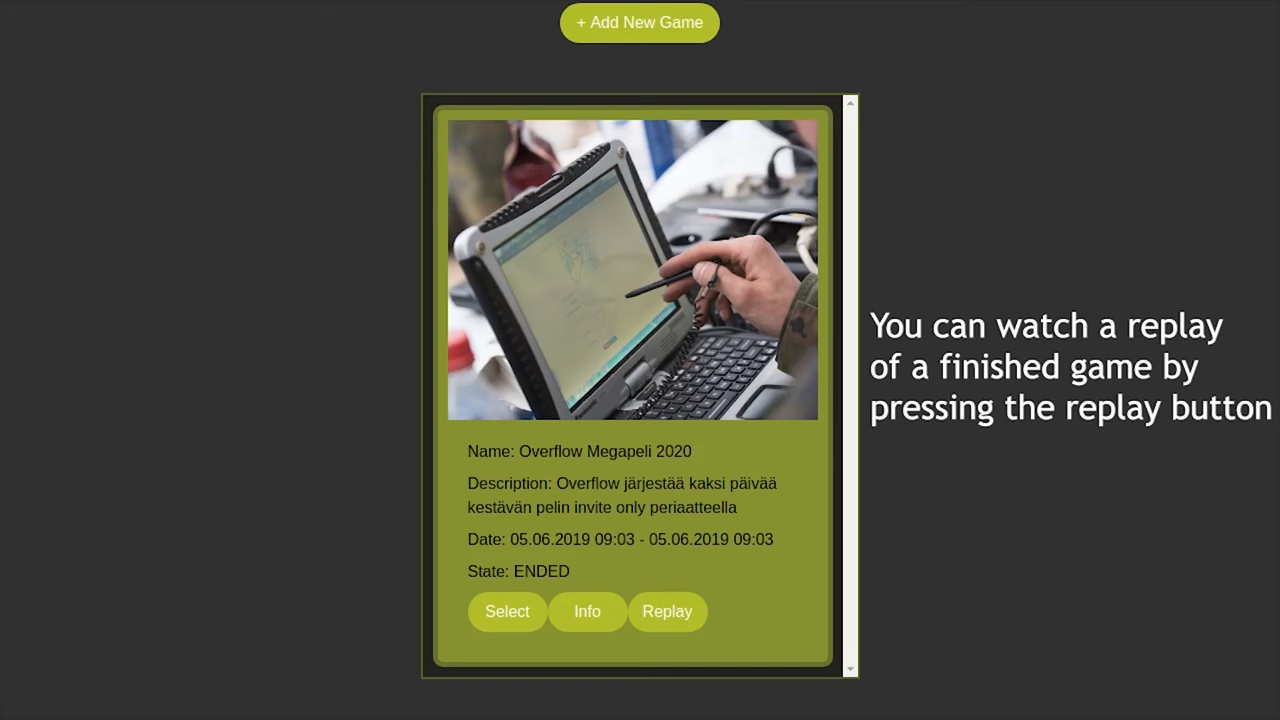 + Add New Game
Name: Overflow Megapeli 2020
Description: Overflow järjestää kaksi päivää
kestävän pelin invite only periaatteella
Date: 05.06.2019 09:03 - 05.06.2019 09:03
State: ENDED
Select Info Replay
You can watch a replay
of a finished game by
pressing the replay button